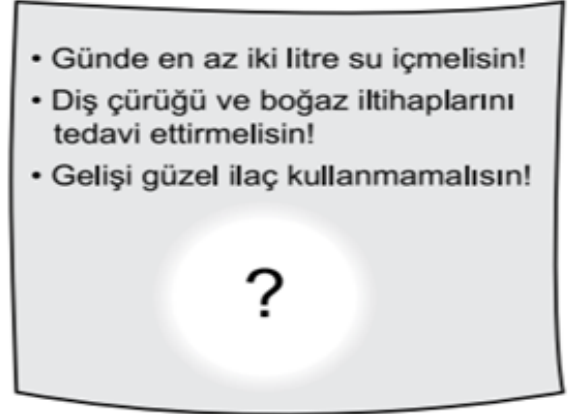 • Günde en az iki litre su içmelisin!
• Diş çürüğü ve boğaz iltihaplarını
tedavi ettirmelisin!
• Gelişi güzel ilaç kullanmamalısın!
?